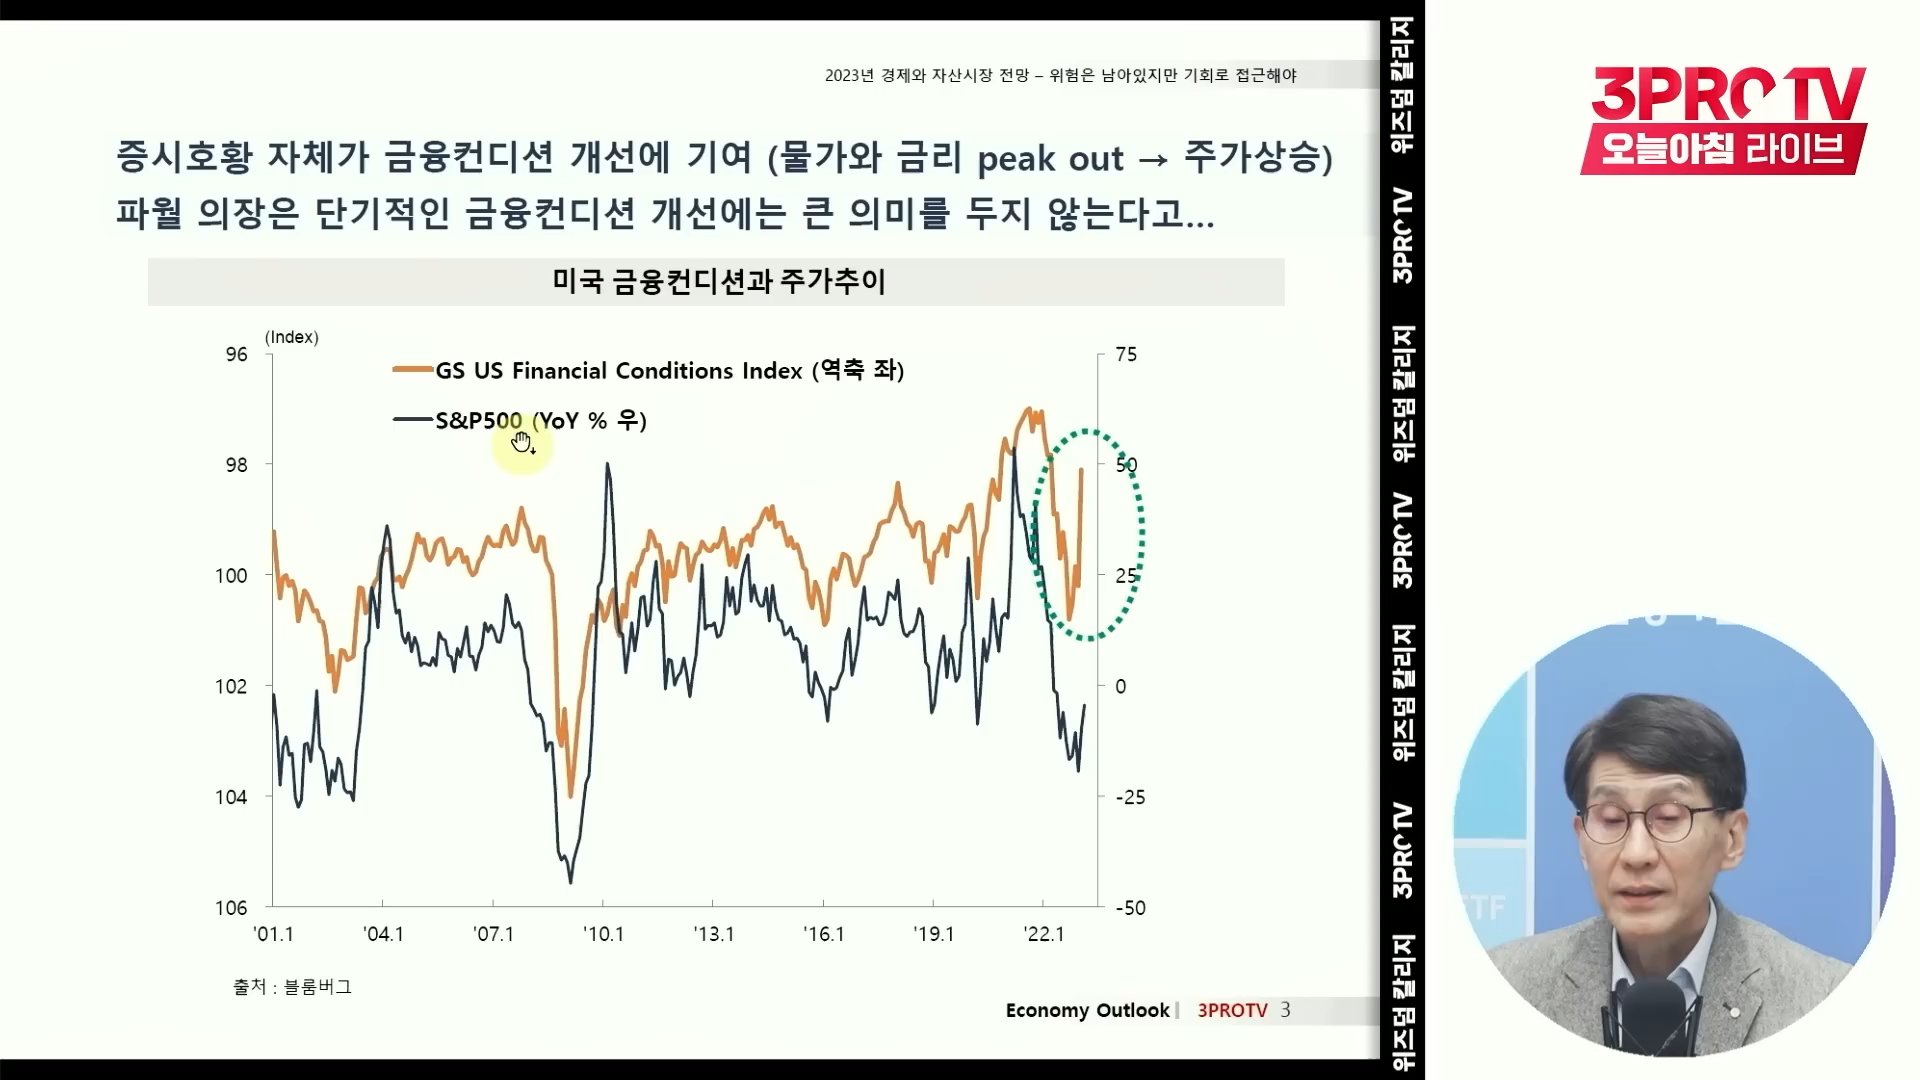 2023년 경제와 자산시장 전망 – 위험은 남아있지만 기회로 접근해야
증시호황 자체가 금융컨디션 개선에 기여 (물가와 금리 peak out → 주가상승)
파월 의장은 단기적인 금융컨디션 개선에는 큰 의미를 두지 않는다고...
미국 금융컨디션과 주가추이
(Index)
GS US Financial Conditions Index (역축 좌)
S&P500 (YoY % 우)
96
98
100
102
104
106
75
50
25
0
-25
-50
'01.1 '04.1 '07.1 '10.1 '13.1 '16.1 '19.1 '22.1
출처 : 블룸버그
Economy Outlook | 3PROTV 3
위즈덤 칼리지
3PROTV
위즈덤 칼리지
3PROTV
위즈덤 칼리지
3PROTV
위즈덤 칼리지
3PROTV
오늘아침 라이브